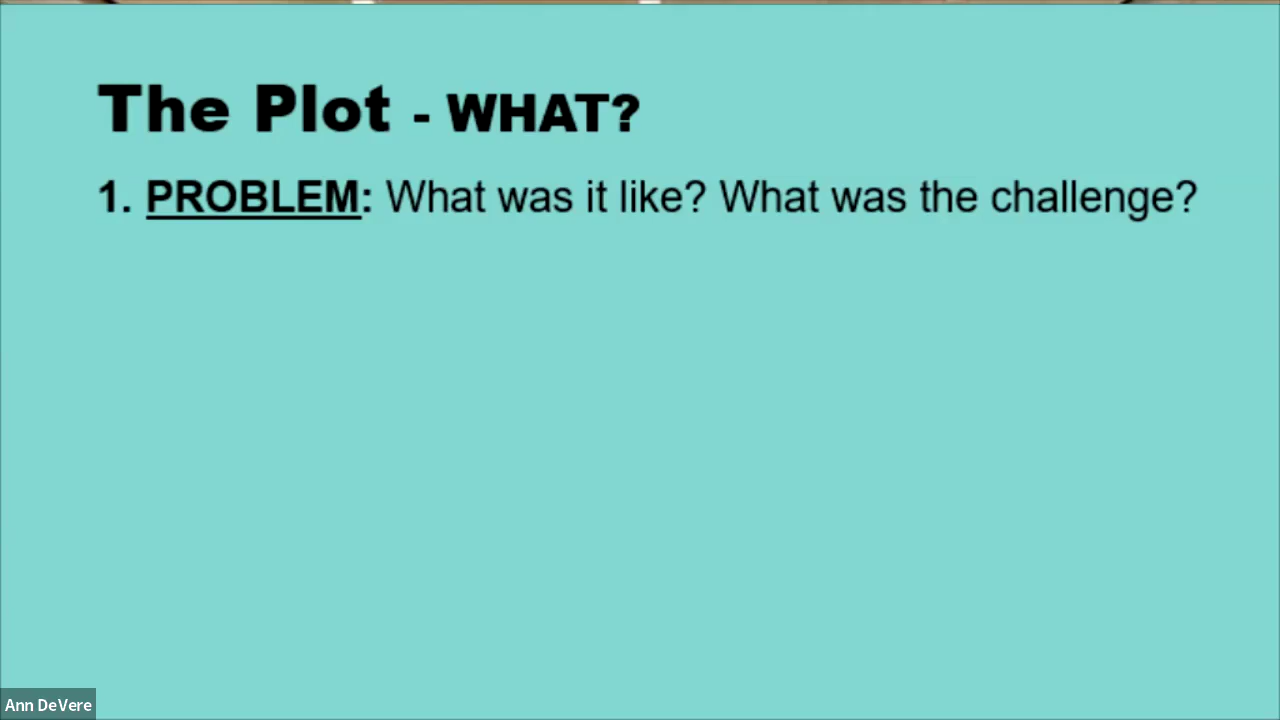 The Plot - WHAT?
1. PROBLEM: What was it like? What was the challenge?
Ann DeVere